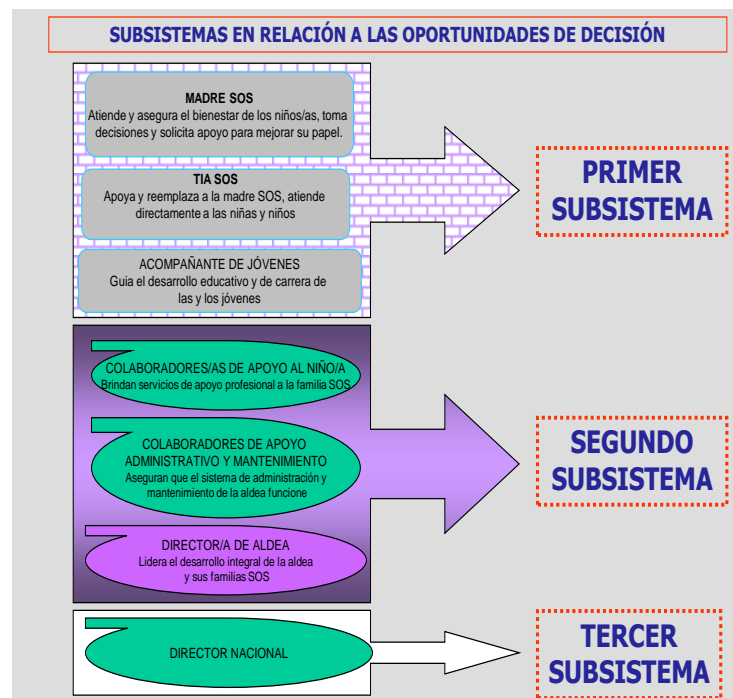 SUBSISTEMAS EN RELACIÓN A LAS OPORTUNIDADES DE DECISIÓN
MADRE SOS
Atiende y asegura el bienestar de los niños/as, toma
decisiones y solicita apoyo para mejorar su papel.
TIA SOS
Apoya y reemplaza a la madre SOS, atiende
directamente a las niñas y niños
ACOMPAÑANTE DE JÓVENES
Guia el desarrollo educativo y de carrera de
las y los jóvenes
PRIMER
SUBSISTEMA
COLABORADORES/AS DE APOYO AL NIÑO/A
Brindan servicios de apoyo profesional a la familia SOS
COLABORADORES DE APOYO
ADMINISTRATIVO Y MANTENIMIENTO
Aseguran que el sistema de administración y
mantenimiento de la aldea funcione
DIRECTOR/A DE ALDEA
Lidera el desarrollo integral de la aldea
y sus familias SOS
SEGUNDO
SUBSISTEMA
DIRECTOR NACIONAL
TERCER
SUBSISTEMA